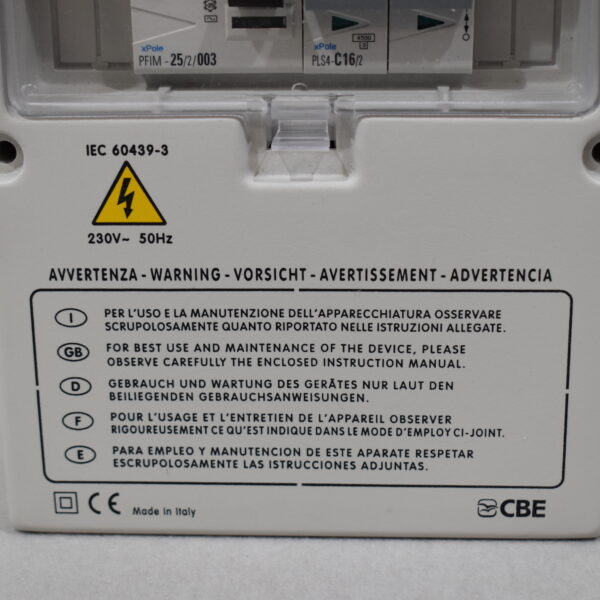 xPole
PFIM-25/2/003
xPole
4500
3
PLS4-C16/2
IEC 60439-3
230V~ 50Hz
AVVERTENZA - WARNING - VORSICHT - AVERTISSEMENT - ADVERTENCIA
I PER L'USO E LA MANUTENZIONE DELL'APPARECCHIATURA OSSERVARE
SCRUPOLOSAMENTE QUANTO RIPORTATO NELLE ISTRUZIONI ALLEGATE.
GB FOR BEST USE AND MAINTENANCE OF THE DEVICE, PLEASE
OBSERVE CAREFULLY THE ENCLOSED INSTRUCTION MANUAL.
D GEBRAUCH UND WARTUNG DES GERÄTES NUR LAUT DEN
BEILIEGENDEN GEBRAUCHSANWEISUNGEN.
F POUR L'USAGE ET L'ENTRETIEN DE L'APPAREIL OBSERVER
RIGOUREUSEMENT CE QU'EST INDIQUE DANS LE MODE D'EMPLOY CI-JOINT.
E PARA EMPLEO Y MANUTENCION DE ESTE APARATE RESPETAR
ESCRUPOLOSAMENTE LAS ISTRUCCIONES ADJUNTAS.
CE Made in Italy
CBE